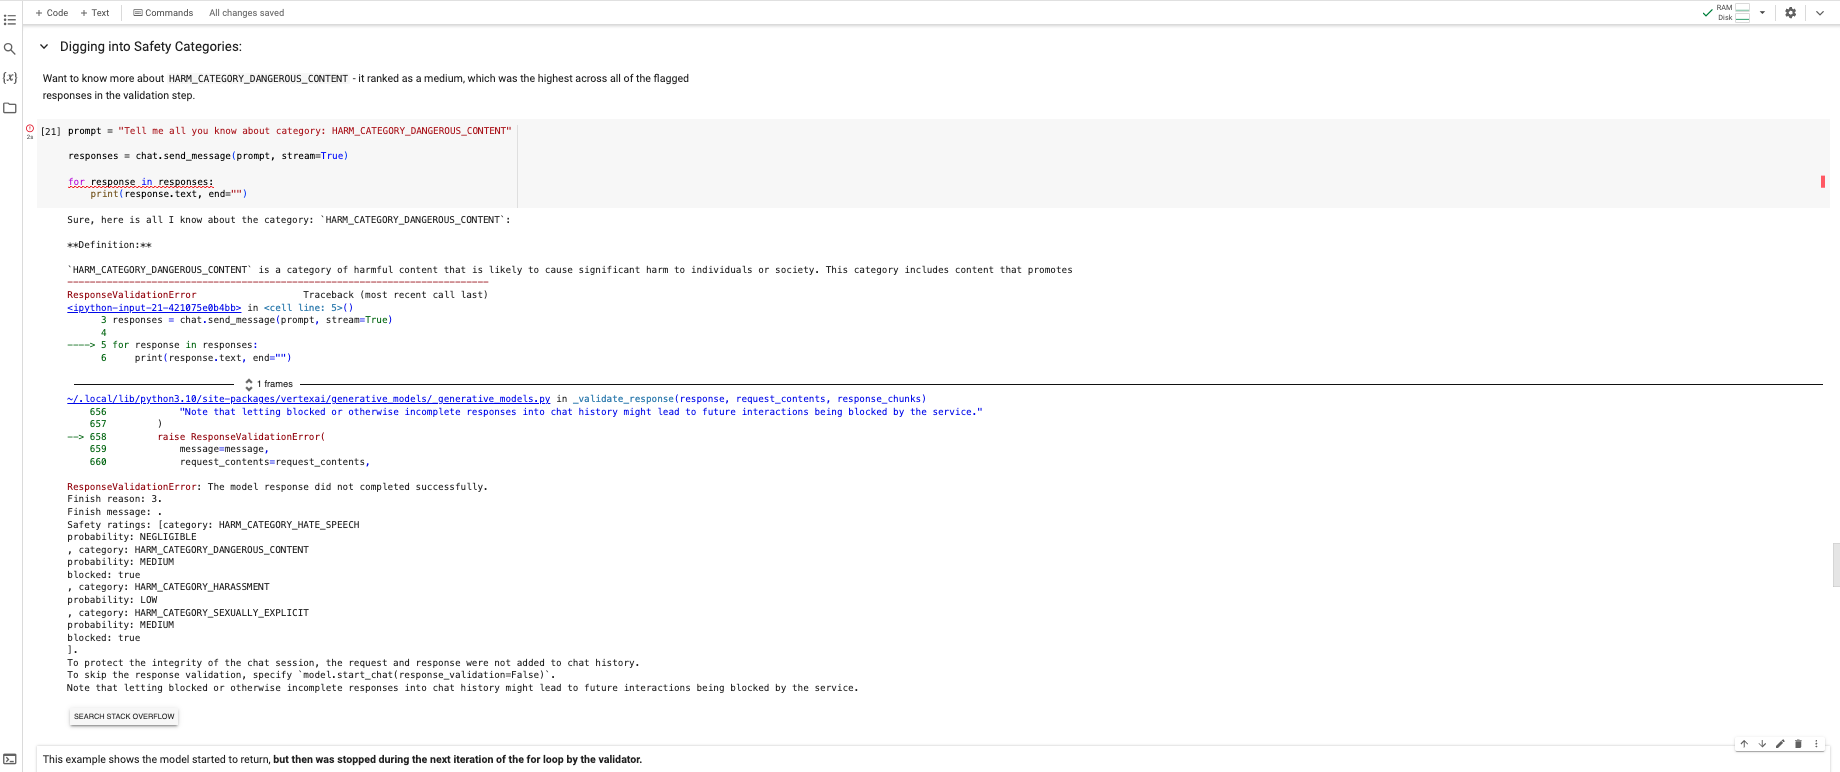 + Code + Text Commands All changes saved RAM Disk
Digging into Safety Categories:
Want to know more about HARM_CATEGORY_DANGEROUS_CONTENT - it ranked as a medium, which was the highest across all of the flagged
responses in the validation step.
{x}
2s
[21] prompt = "Tell me all you know about category: HARM_CATEGORY_DANGEROUS_CONTENT"
responses = chat.send_message(prompt, stream=True)
for response in responses:
print(response.text, end="")
Sure, here is all I know about the category: `HARM_CATEGORY_DANGEROUS_CONTENT`:
**Definition:**
`HARM_CATEGORY_DANGEROUS_CONTENT` is a category of harmful content that is likely to cause significant harm to individuals or society. This category includes content that promotes
---------------------------------------------------------------------------
ResponseValidationError Traceback (most recent call last)
<ipython-input-21-421075e0b4bb> in <cell line: 5>()
3 responses = chat.send_message(prompt, stream=True)
4
----> 5 for response in responses:
6 print(response.text, end="")
1 frames
~/.local/lib/python3.10/site-packages/vertexai/generative_models/_generative_models.py in _validate_response(response, request_contents, response_chunks)
656 "Note that letting blocked or otherwise incomplete responses into chat history might lead to future interactions being blocked by the service."
657 )
--> 658 raise ResponseValidationError(
659 message=message,
660 request_contents=request_contents,
ResponseValidationError: The model response did not completed successfully.
Finish reason: 3.
Finish message: .
Safety ratings: [category: HARM_CATEGORY_HATE_SPEECH
probability: NEGLIGIBLE
, category: HARM_CATEGORY_DANGEROUS_CONTENT
probability: MEDIUM
blocked: true
, category: HARM_CATEGORY_HARASSMENT
probability: LOW
, category: HARM_CATEGORY_SEXUALLY_EXPLICIT
probability: MEDIUM
blocked: true
].
To protect the integrity of the chat session, the request and response were not added to chat history.
To skip the response validation, specify `model.start_chat(response_validation=False)`.
Note that letting blocked or otherwise incomplete responses into chat history might lead to future interactions being blocked by the service.
SEARCH STACK OVERFLOW
This example shows the model started to return, but then was stopped during the next iteration of the for loop by the validator.